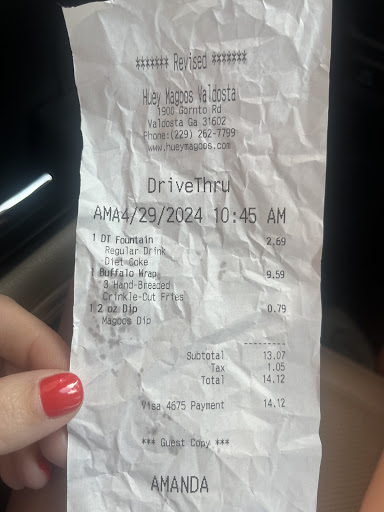 ******* Revised *******
Huey Magoos Valdosta
1900 Gornto Rd
Valdosta Ga 31602
Phone:(229) 262-7799
www.hueymagoos.com
DriveThru
AMA4/29/2024 10:45 AM
1 DT Fountain 2.69
Regular Drink
Diet Coke
1 Buffalo Wrap 9.59
3 Hand-Breaded
Crinkle-Cut Fries
1 2 oz Dip 0.79
Magoos Dip
---------
Subtotal 13.07
Tax 1.05
Total 14.12
Visa 4675 Payment 14.12
*** Guest Copy ***
AMANDA